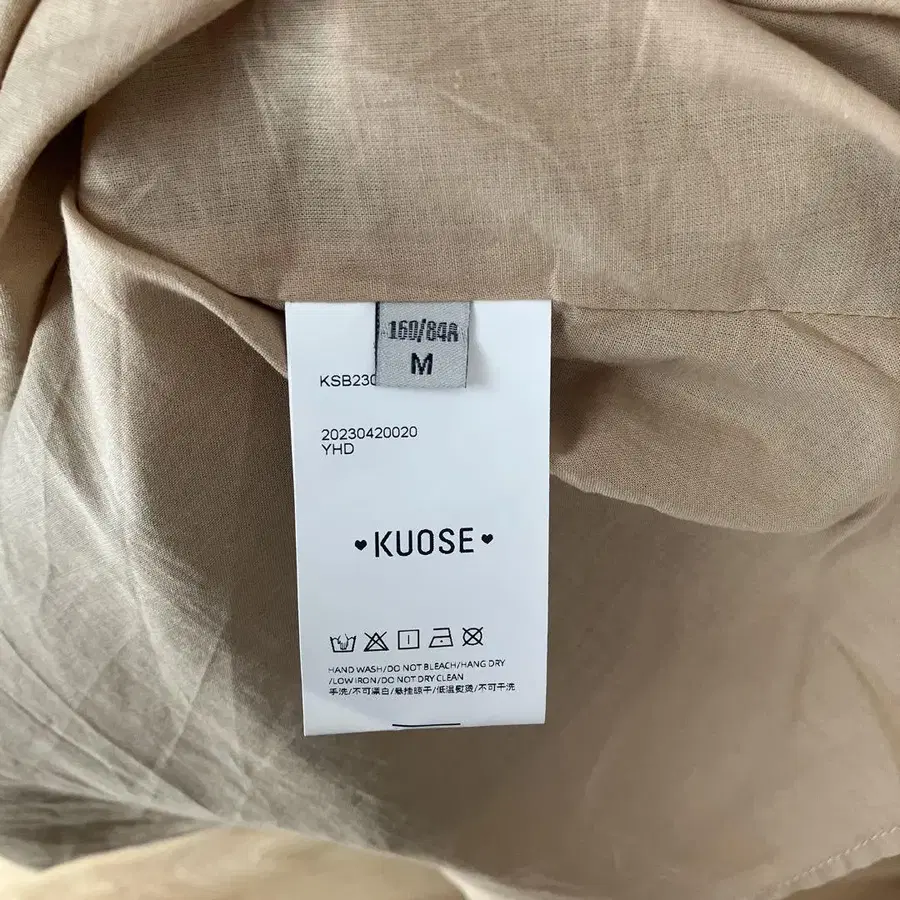 160/84A
M
KSB230
20230420020
YHD
♥KUOSE♥
HAND WASH/DO NOT BLEACH/HANG DRY
/LOW IRON/DO NOT DRY CLEAN
手洗/不可漂白/悬挂晾干/低温熨烫/不可干洗